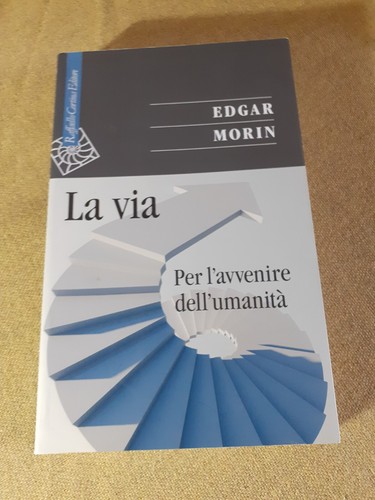 Raffaello Cortina Editore
EDGAR
MORIN
La via
Per l'avvenire
dell'umanità